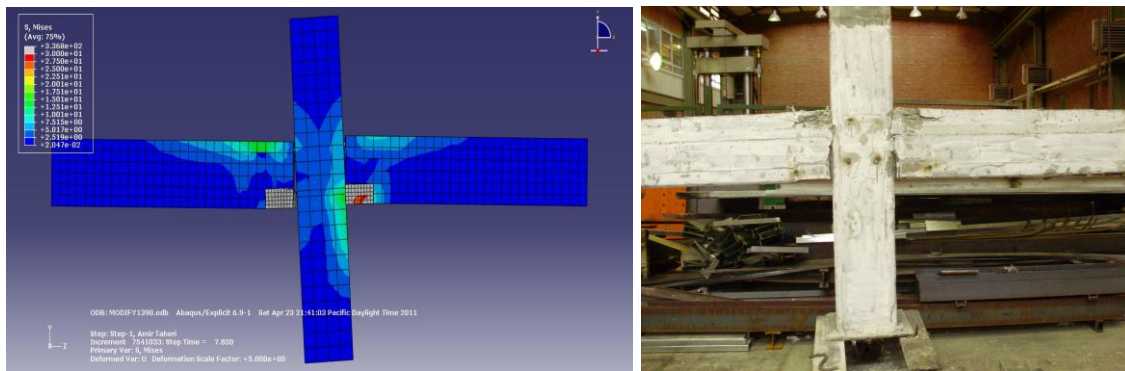 S, Mises
(Avg: 75%)
+3.368e+02
+3.000e+01
+2.750e+01
+2.500e+01
+2.251e+01
+2.001e+01
+1.751e+01
+1.501e+01
+1.251e+01
+1.001e+01
+7.515e+00
+5.017e+00
+2.519e+00
+2.047e-02
ODB: MODIFY1390.odb Abaqus/Explicit 6.9-1 Sat Apr 23 21:41:03 Pacific Daylight Time 2011
Y
Z
Step: Step-1, Amir Taheri
Increment 7541033: Step Time = 7.850
Primary Var: S, Mises
Deformed Var: U Deformation Scale Factor: +5.000e+00